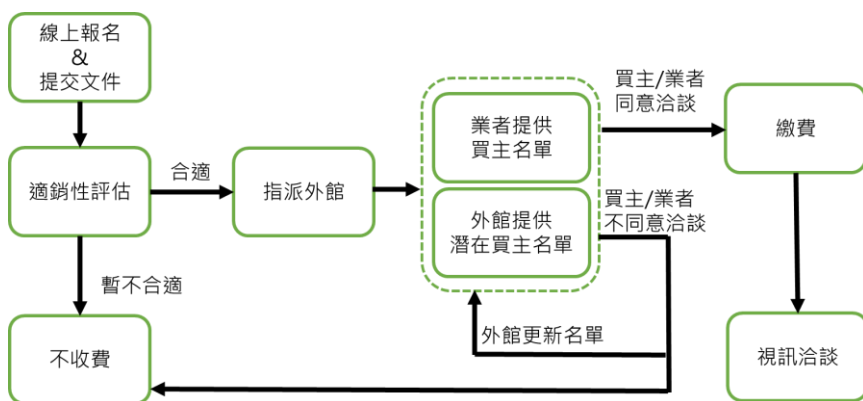 線上報名
&
提交文件
適銷性評估
合適
指派外館
業者提供
買主名單
外館提供
潛在買主名單
買主/業者
同意洽談
繳費
買主/業者
不同意洽談
暫不合適
不收費
外館更新名單
視訊洽談